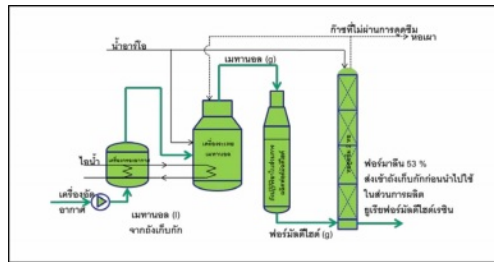 ก๊าซที่ไม่ผ่านการดูดซึม
หอเผา
น้ำอาร์โอ
เมทานอล (g)
ไอน้ำ
เครื่องอัด
อากาศ
เมทานอล (l)
จากถังเก็บกัก
ฟอร์มัลดีไฮด์ (g)
ฟอร์มาลีน 53 %
ส่งเข้าถังเก็บกักก่อนนำไปใช้
ในส่วนการผลิต
ยูเรียฟอร์มัลดีไฮด์เรซิน